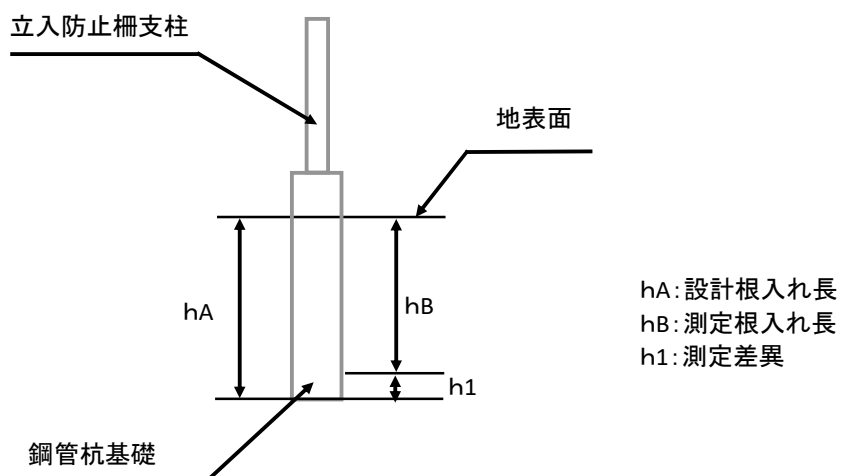 立入防止柵支柱
地表面
hA
hB
h1
hA:設計根入れ長
hB:測定根入れ長
h1:測定差異
鋼管杭基礎